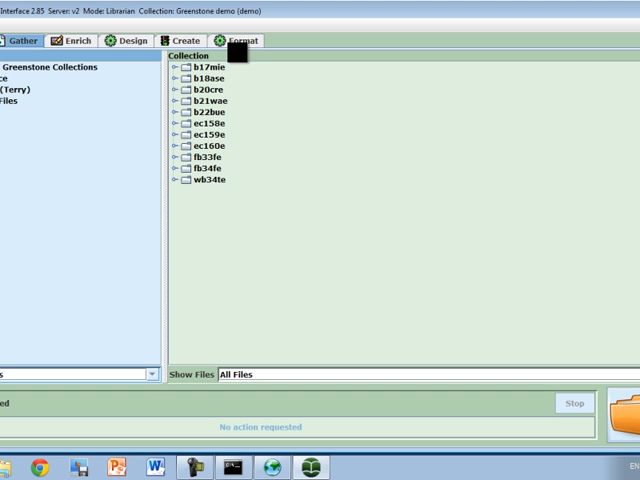 Interface 2.85 Server: v2 Mode: Librarian Collection: Greenstone demo (demo)
Gather Enrich Design Create Format
Collection
Greenstone Collections
ce
(Terry)
Files
b17mie
b18ase
b20cre
b21wae
b22bue
ec158e
ec159e
ec160e
fb33fe
fb34fe
wb34te
s
Show Files All Files
ed
Stop
No action requested
EN